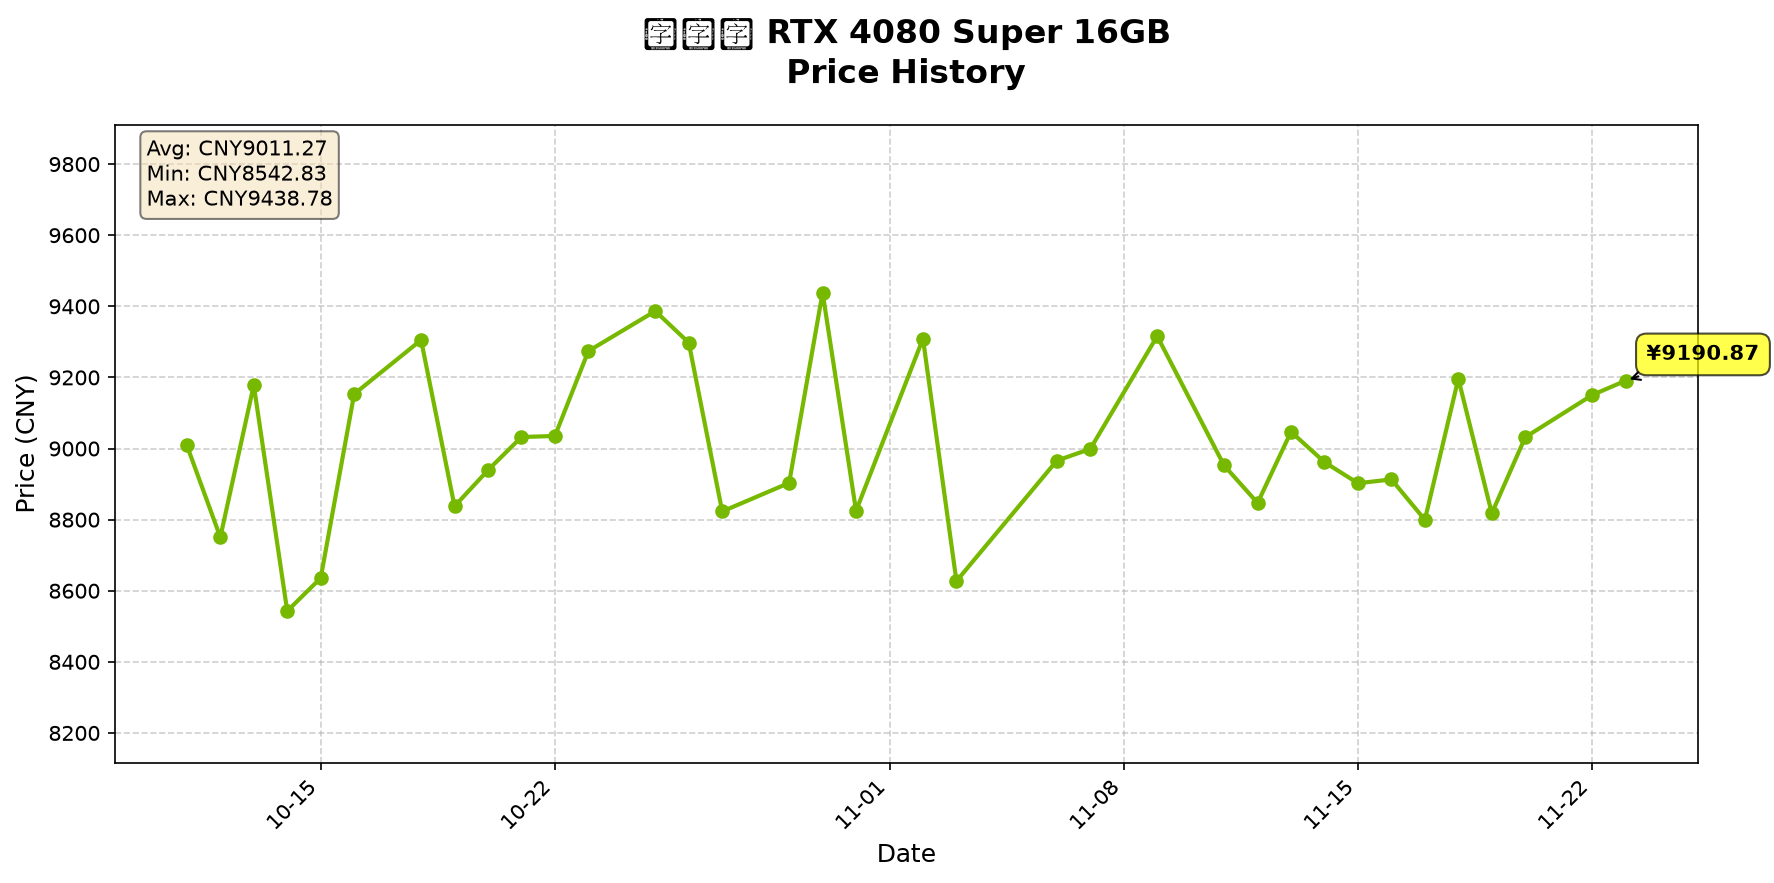 RTX 4080 Super 16GB
Price History
Avg: CNY9011.27
Min: CNY8542.83
Max: CNY9438.78
Price (CNY)
9800
9600
9400
9200
9000
8800
8600
8400
8200
¥9190.87
10-15
10-22
11-01
11-08
11-15
11-22
Date